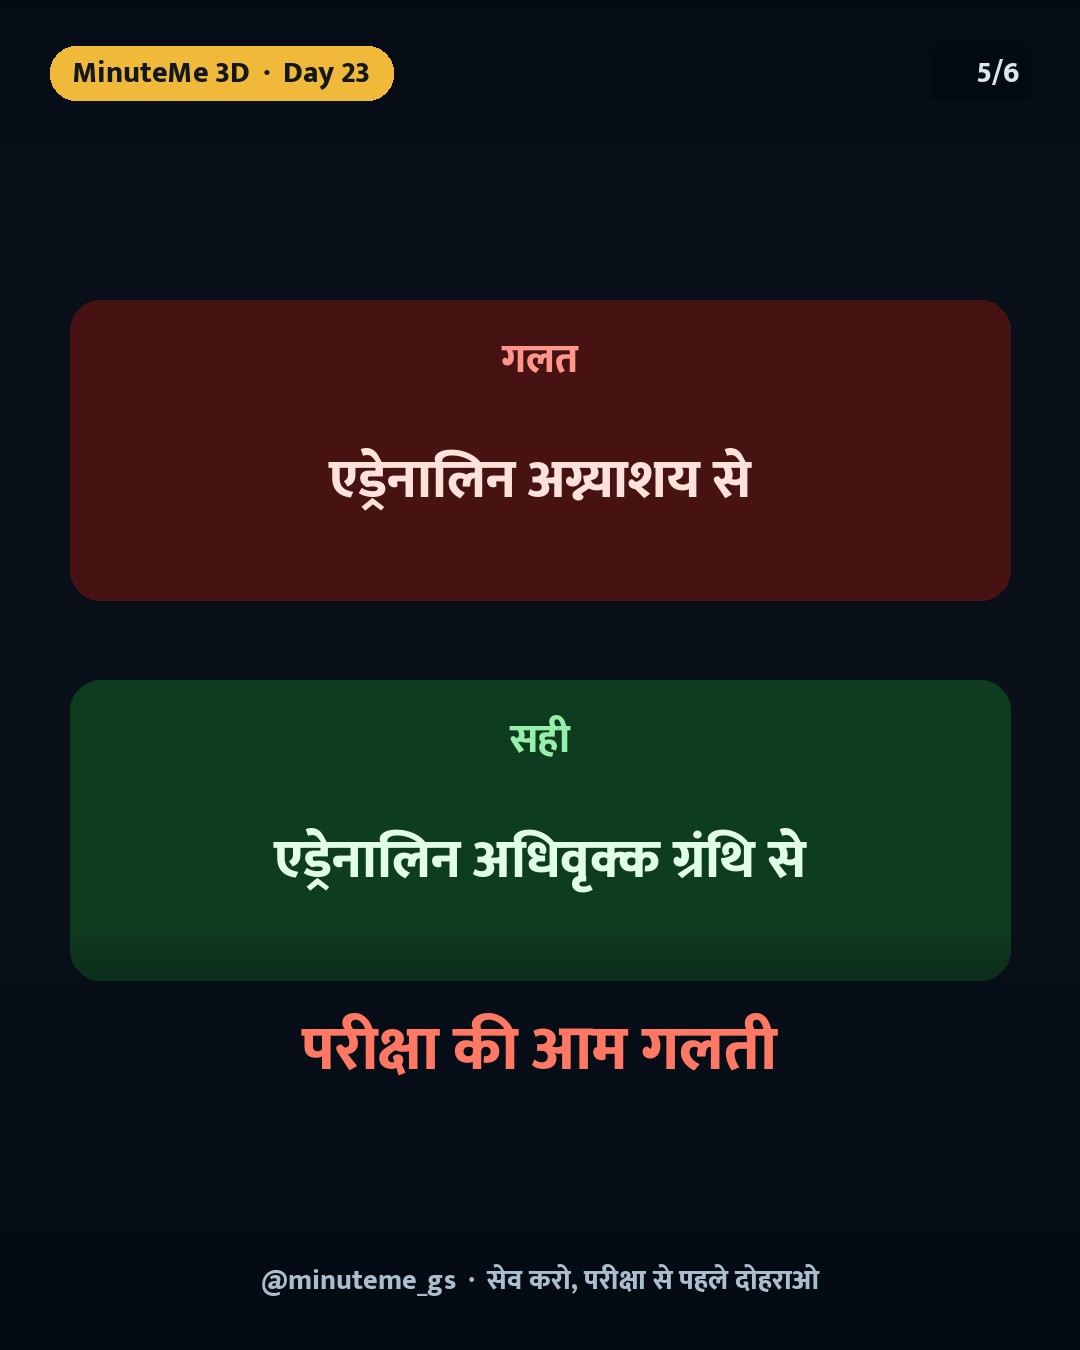 MinuteMe 3D · Day 23
5/6
गलत
एड्रेनालिन अग्न्याशय से
सही
एड्रेनालिन अधिवृक्क ग्रंथि से
परीक्षा की आम गलती
@minuteme_gs · सेव करो, परीक्षा से पहले दोहराओ